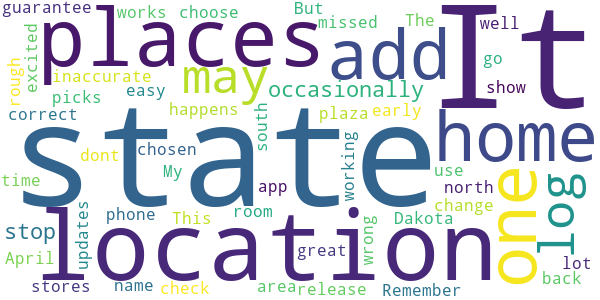 guarantee works choose But missed The It
places add well
excited rough inaccurate may occasionally go show
picks easy happens plaza early
correct state south home
dont chosen My app working use north one log
time This room Dakota change
stop updates phone location wrong great
April name area release lot
stores check Remember back